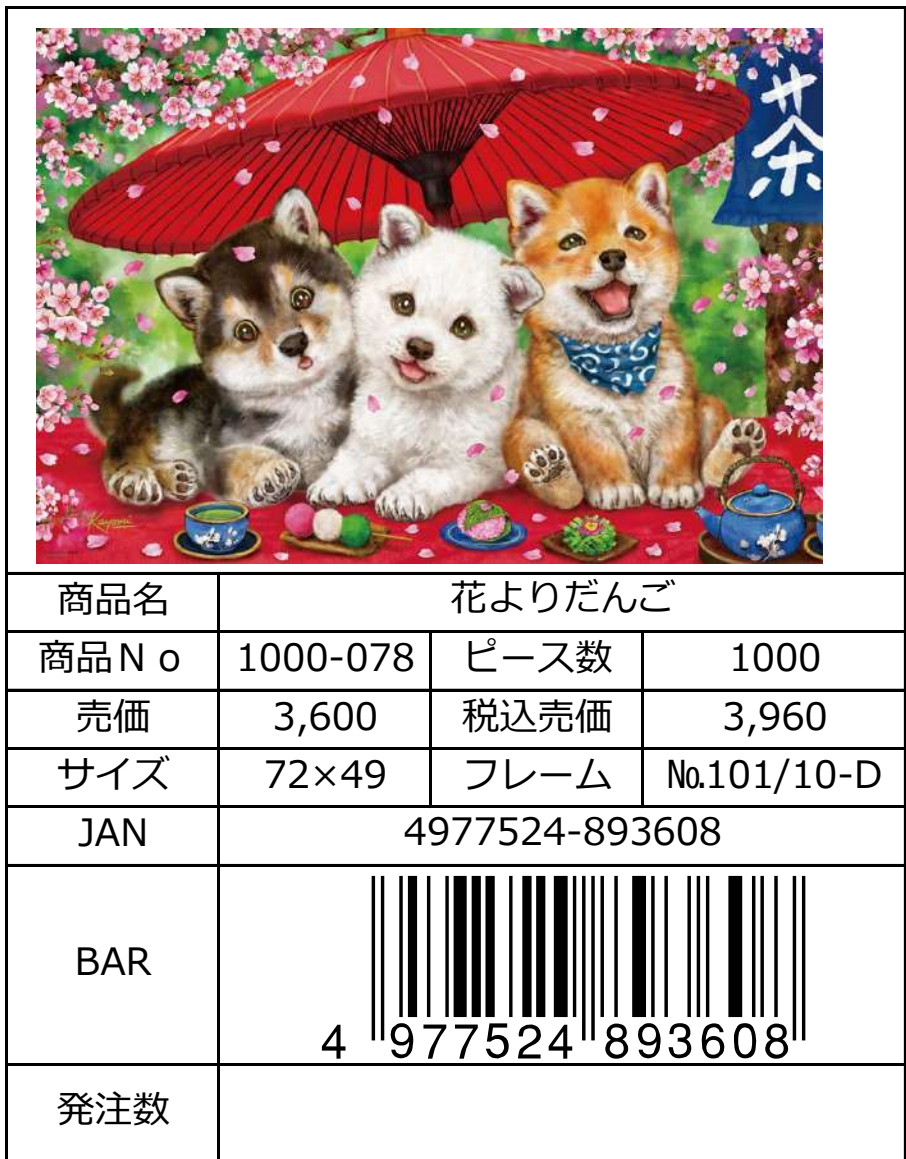 茶
Kayomi
商品名 花よりだんご
商品Ｎｏ 1000-078 ピース数 1000
売価 3,600 税込売価 3,960
サイズ 72×49 フレーム №101/10-D
JAN 4977524-893608
BAR
4 977524 893608
発注数